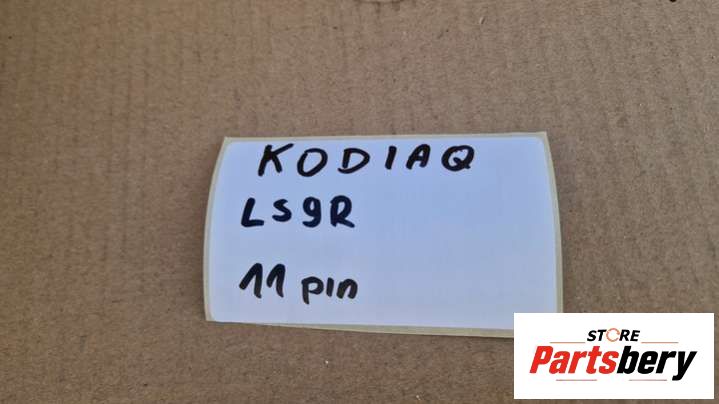 KODIAQ
LS9R
11 pin
STORE
Partsbery